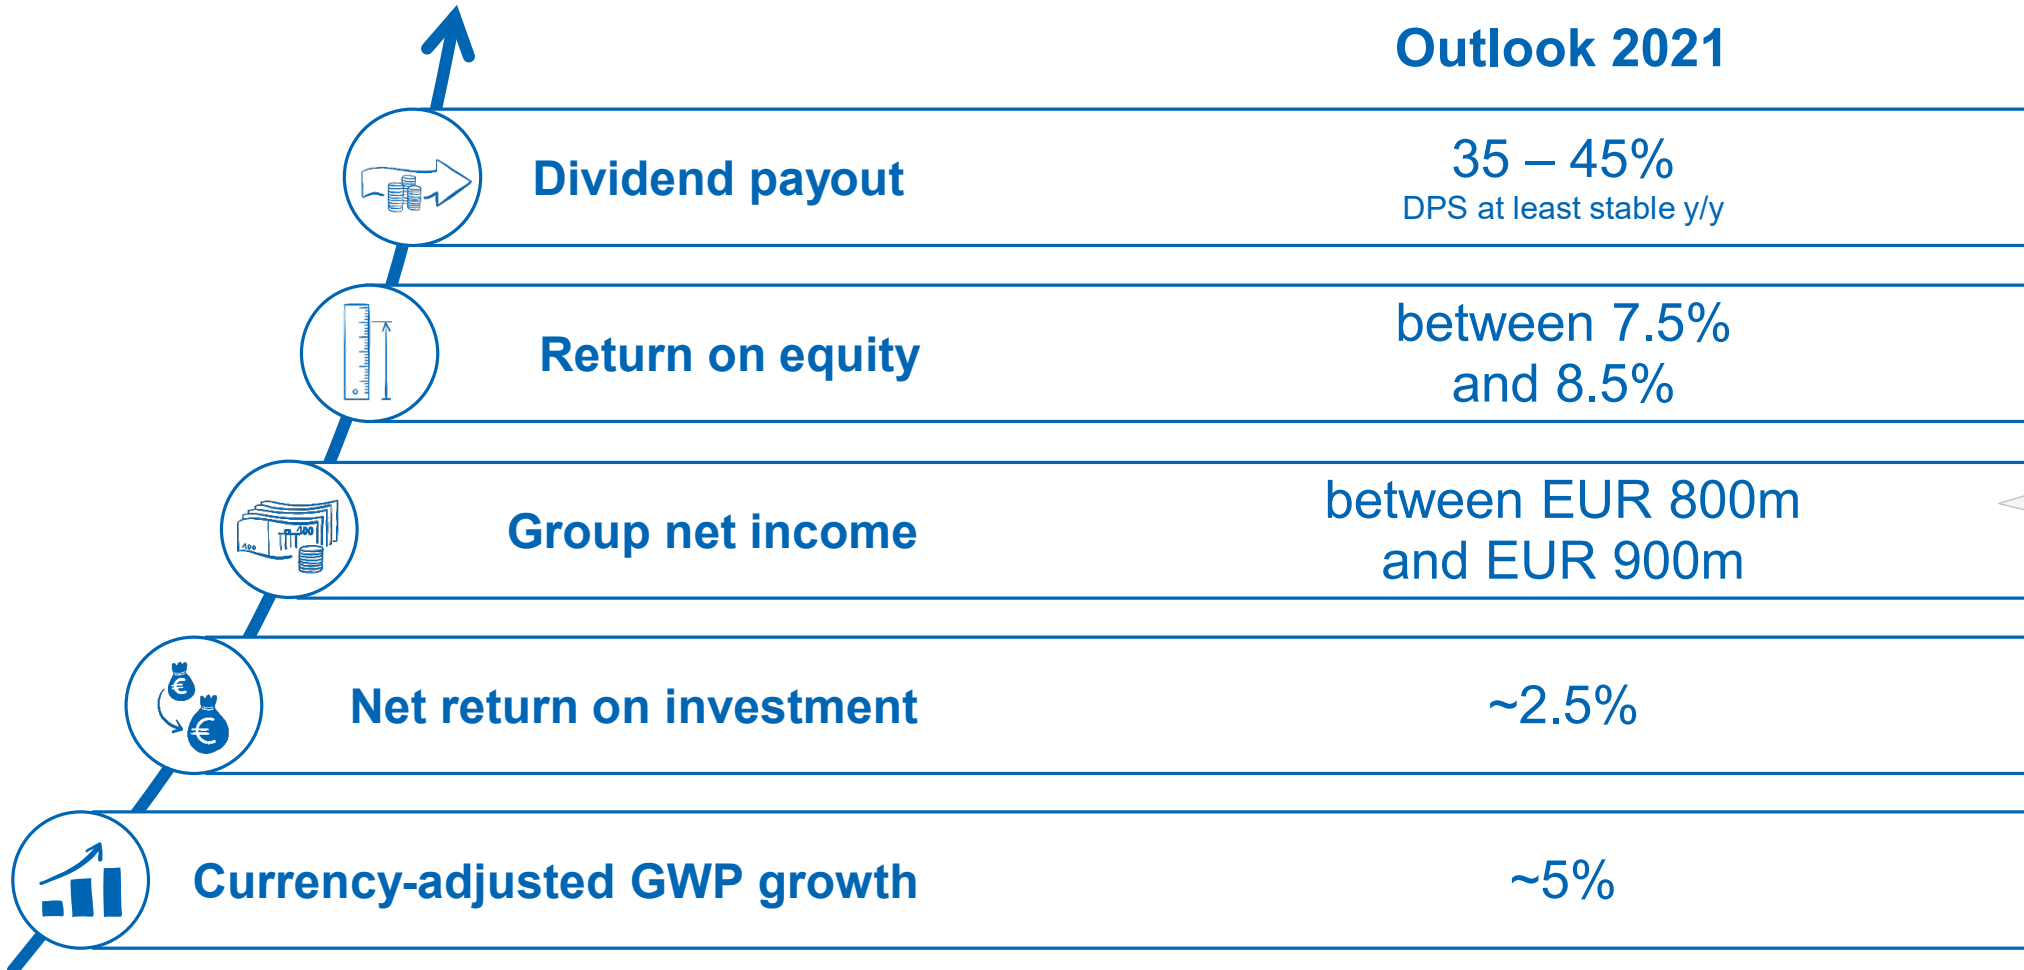 Outlook 2021
Dividend payout
35 – 45%
DPS at least stable y/y
Return on equity
between 7.5%
and 8.5%
Group net income
between EUR 800m
and EUR 900m
100
100
Net return on investment
~2.5%
€
€
Currency-adjusted GWP growth
~5%